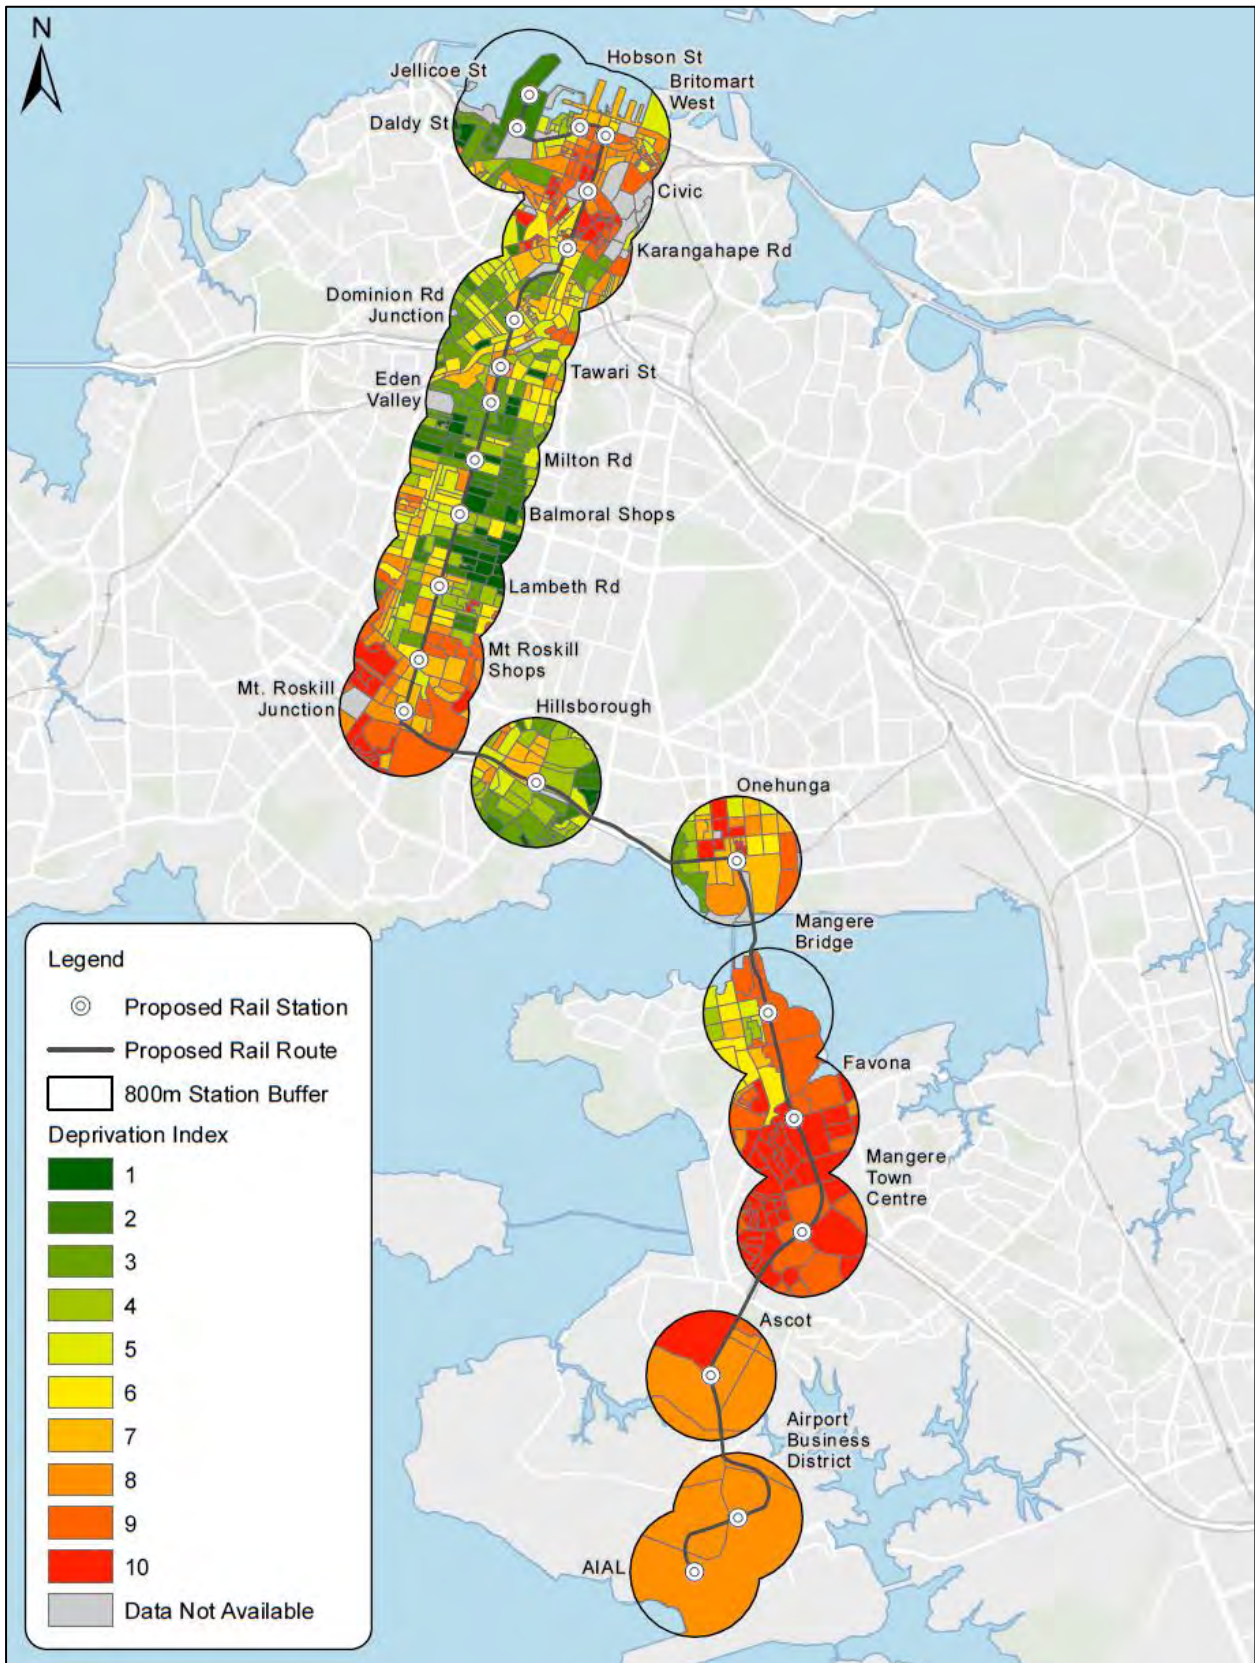 N
Hobson St
Jellicoe St
Britomart
West
Daldy St
Civic
Karangahape Rd
Dominion Rd
Junction
Tawari St
Eden
Valley
Milton Rd
Balmoral Shops
Lambeth Rd
Mt Roskill
Shops
Mt. Roskill
Junction
Hillsborough
Onehunga
Mangere
Bridge
Favona
Mangere
Town
Centre
Ascot
Airport
Business
District
AIAL
Legend
Proposed Rail Station
Proposed Rail Route
800m Station Buffer
Deprivation Index
1
2
3
4
5
6
7
8
9
10
Data Not Available